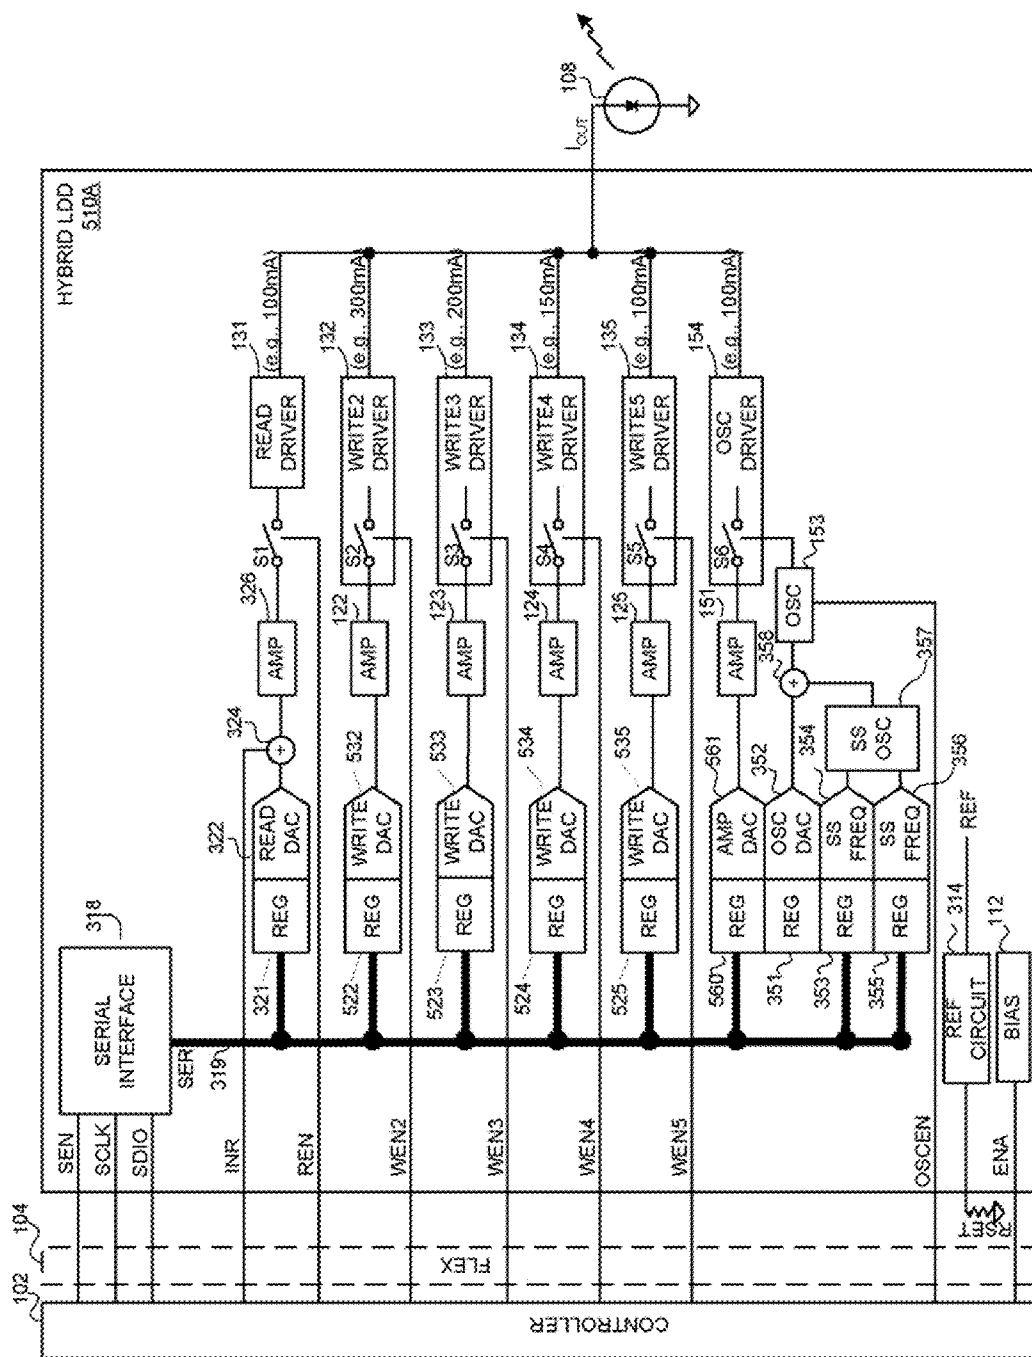 HYBRID LDD
510A
102
104
CONTROLLER
FLEX
SEN
SCLK
SDIO
SERIAL
INTERFACE
318
SER
319
INR
REN
WEN2
WEN3
WEN4
WEN5
OSCEN
RSET
ENA
321
REG
READ
DAC
322
324
+
326
AMP
S1
READ
DRIVER
131
(e.g., 100mA)
522
REG
WRITE
DAC
532
AMP
122
S2
WRITE2
DRIVER
132
(e.g., 300mA)
523
REG
WRITE
DAC
533
AMP
123
S3
WRITE3
DRIVER
133
(e.g., 200mA)
524
REG
WRITE
DAC
534
AMP
124
S4
WRITE4
DRIVER
134
(e.g., 150mA)
525
REG
WRITE
DAC
535
AMP
125
S5
WRITE5
DRIVER
135
(e.g., 100mA)
560
REG
AMP
DAC
561
AMP
151
S6
OSC
DRIVER
154
(e.g., 100mA)
351
REG
OSC
DAC
352
+
358
OSC
153
353
REG
SS
FREQ
354
SS
OSC
357
355
REG
SS
FREQ
356
REF
CIRCUIT
314
REF
BIAS
112
IOUT
108